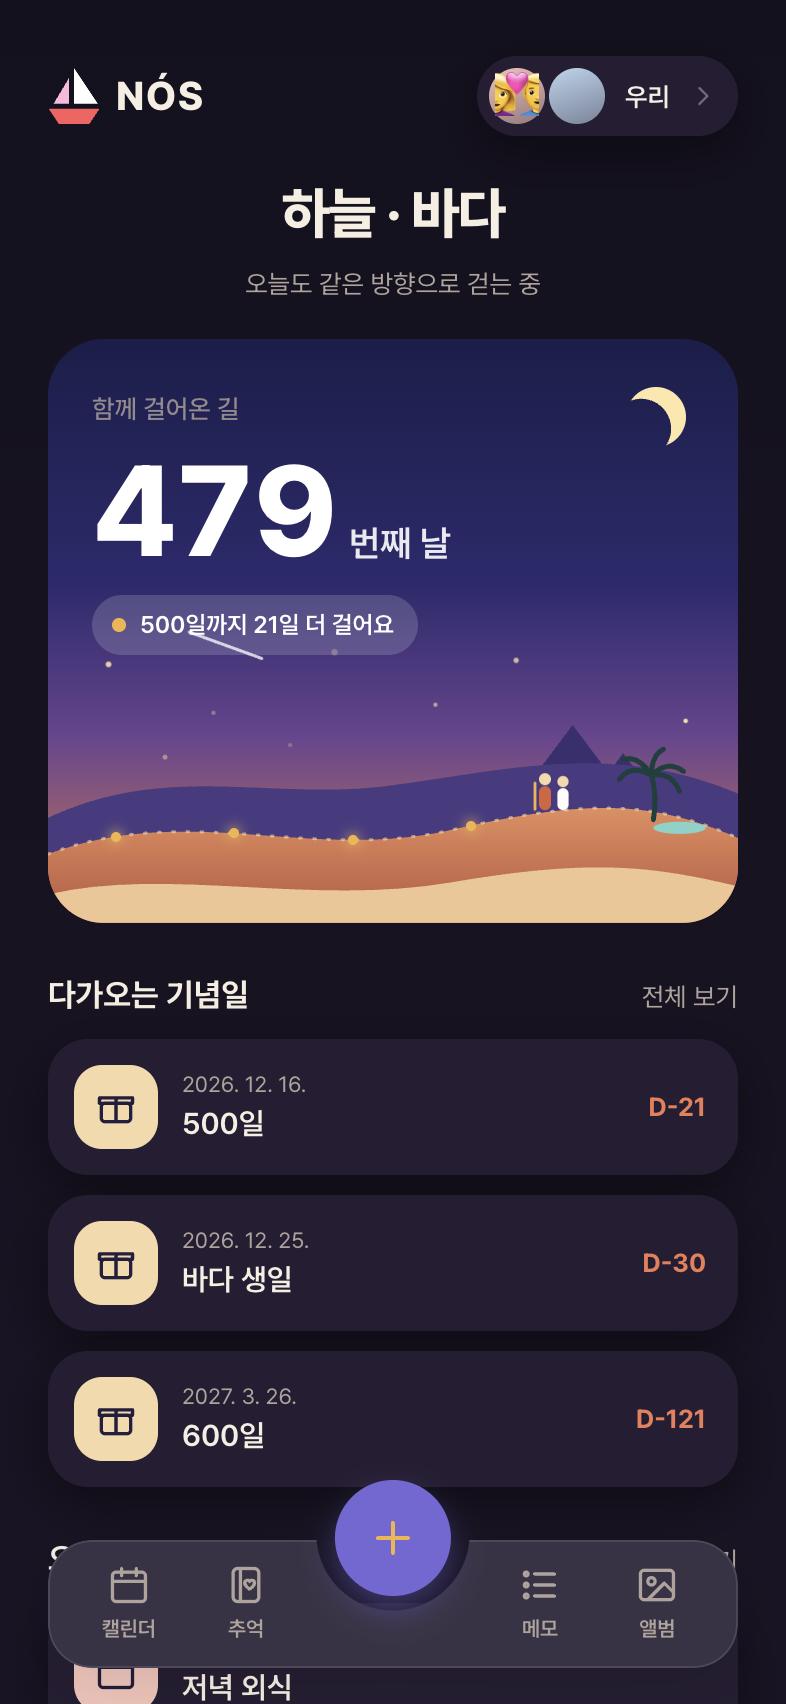 NÓS
우리
하늘 · 바다
오늘도 같은 방향으로 걷는 중
함께 걸어온 길
479 번째 날
500일까지 21일 더 걸어요
다가오는 기념일
전체 보기
2026. 12. 16.
500일
D-21
2026. 12. 25.
바다 생일
D-30
2027. 3. 26.
600일
D-121
캘린더
추억
메모
앨범
저녁 외식